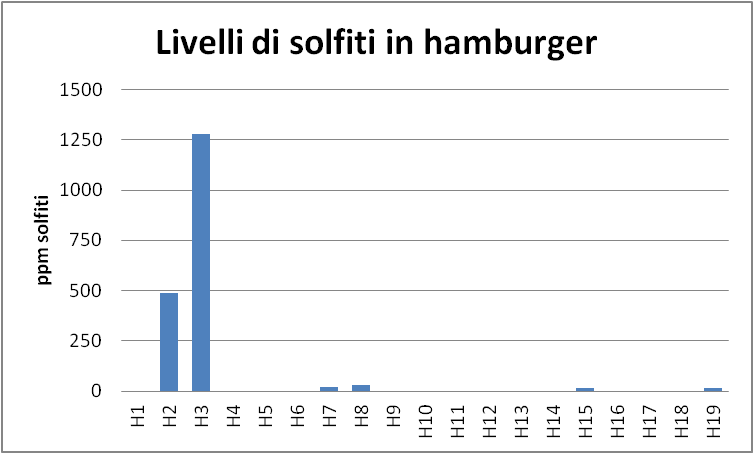 Livelli di solfiti in hamburger
ppm solfiti
1500
1250
1000
750
500
250
0
H1
H2
H3
H4
H5
H6
H7
H8
H9
H10
H11
H12
H13
H14
H15
H16
H17
H18
H19